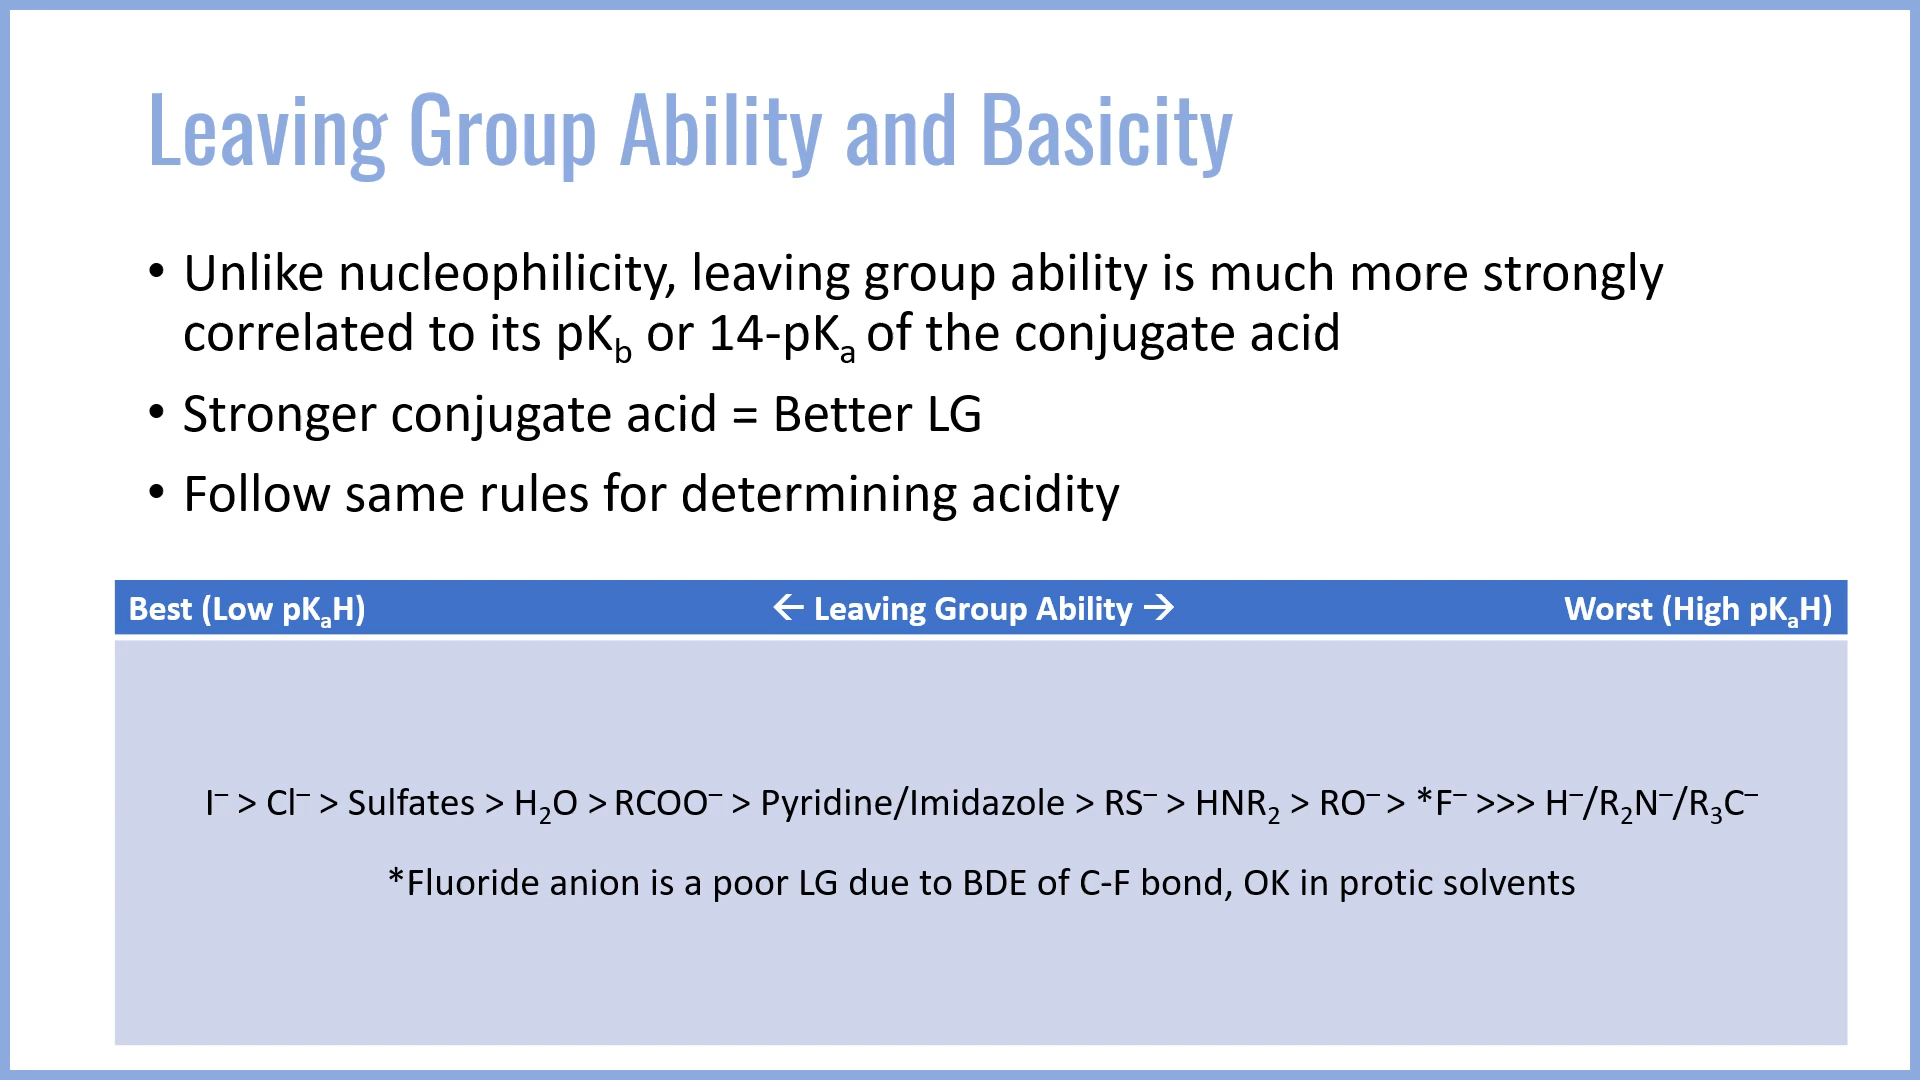 Leaving Group Ability and Basicity
• Unlike nucleophilicity, leaving group ability is much more strongly
correlated to its pKb or 14-pKa of the conjugate acid
• Stronger conjugate acid = Better LG
• Follow same rules for determining acidity
Best (Low pKaH) ← Leaving Group Ability → Worst (High pKaH)
I⁻ > Cl⁻ > Sulfates > H₂O > RCOO⁻ > Pyridine/Imidazole > RS⁻ > HNR₂ > RO⁻ > *F⁻ >>> H⁻/R₂N⁻/R₃C⁻
*Fluoride anion is a poor LG due to BDE of C-F bond, OK in protic solvents